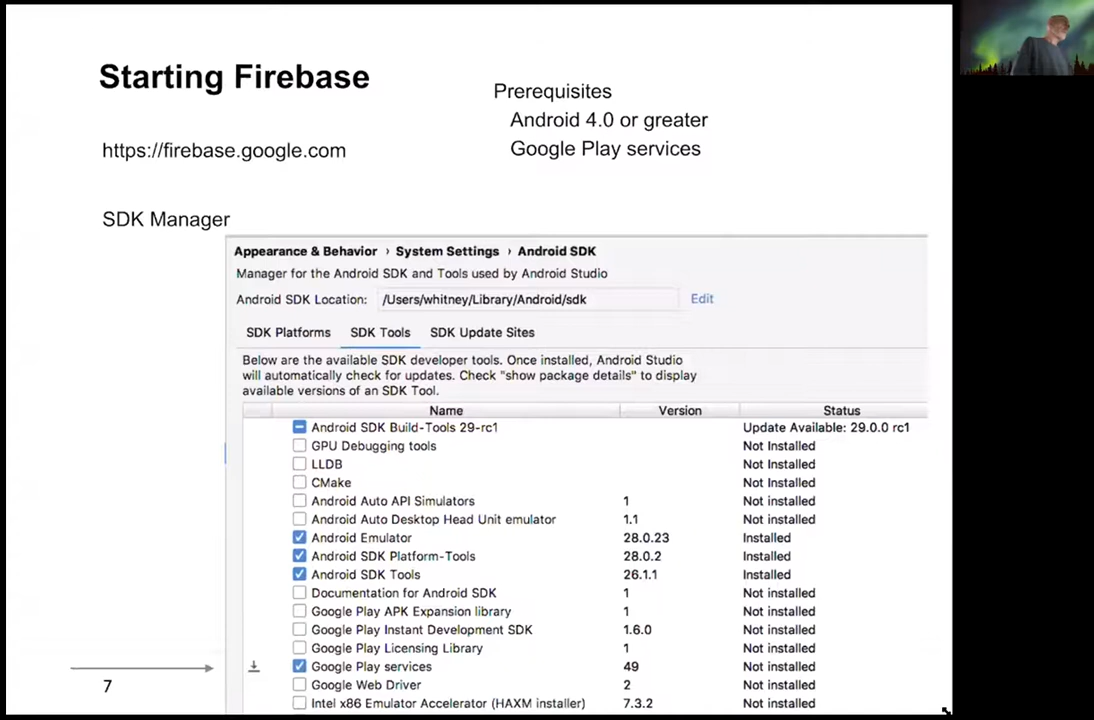 Starting Firebase
Prerequisites
Android 4.0 or greater
Google Play services
https://firebase.google.com
SDK Manager
Appearance & Behavior › System Settings › Android SDK
Manager for the Android SDK and Tools used by Android Studio
Android SDK Location: /Users/whitney/Library/Android/sdk Edit
SDK Platforms SDK Tools SDK Update Sites
Below are the available SDK developer tools. Once installed, Android Studio
will automatically check for updates. Check "show package details" to display
available versions of an SDK Tool.
Name Version Status
Android SDK Build-Tools 29-rc1 Update Available: 29.0.0 rc1
GPU Debugging tools Not Installed
LLDB Not Installed
CMake Not Installed
Android Auto API Simulators 1 Not installed
Android Auto Desktop Head Unit emulator 1.1 Not installed
Android Emulator 28.0.23 Installed
Android SDK Platform-Tools 28.0.2 Installed
Android SDK Tools 26.1.1 Installed
Documentation for Android SDK 1 Not installed
Google Play APK Expansion library 1 Not installed
Google Play Instant Development SDK 1.6.0 Not installed
Google Play Licensing Library 1 Not installed
Google Play services 49 Not installed
Google Web Driver 2 Not installed
Intel x86 Emulator Accelerator (HAXM installer) 7.3.2 Not installed
7